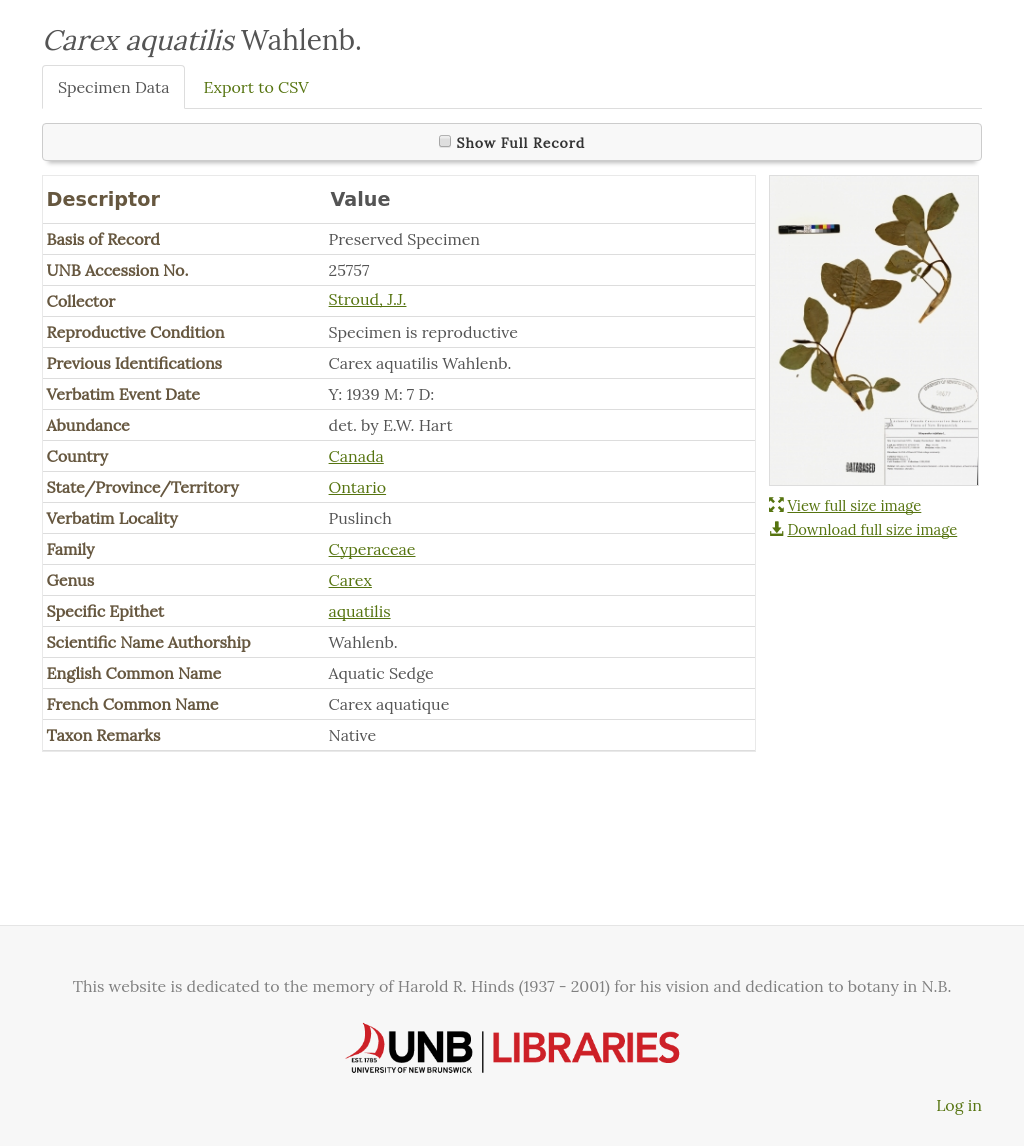 Carex aquatilis Wahlenb.
Specimen Data
Export to CSV
Show Full Record
Descriptor Value
Basis of Record Preserved Specimen
UNB Accession No. 25757
Collector Stroud, J.J.
Reproductive Condition Specimen is reproductive
Previous Identifications Carex aquatilis Wahlenb.
Verbatim Event Date Y: 1939 M: 7 D:
Abundance det. by E.W. Hart
Country Canada
State/Province/Territory Ontario
Verbatim Locality Puslinch
Family Cyperaceae
Genus Carex
Specific Epithet aquatilis
Scientific Name Authorship Wahlenb.
English Common Name Aquatic Sedge
French Common Name Carex aquatique
Taxon Remarks Native
DATABASED
View full size image
Download full size image
This website is dedicated to the memory of Harold R. Hinds (1937 - 2001) for his vision and dedication to botany in N.B.
EST. 1785 UNB LIBRARIES
UNIVERSITY OF NEW BRUNSWICK
Log in